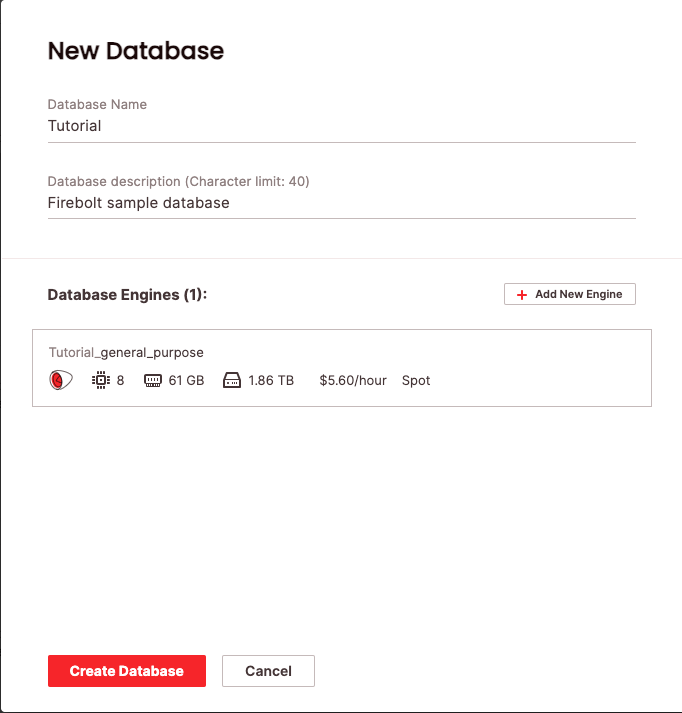 New Database
Database Name
Tutorial
Database description (Character limit: 40)
Firebolt sample database
Database Engines (1):
+ Add New Engine
Tutorial_general_purpose
8 61 GB 1.86 TB $5.60/hour Spot
Create Database Cancel